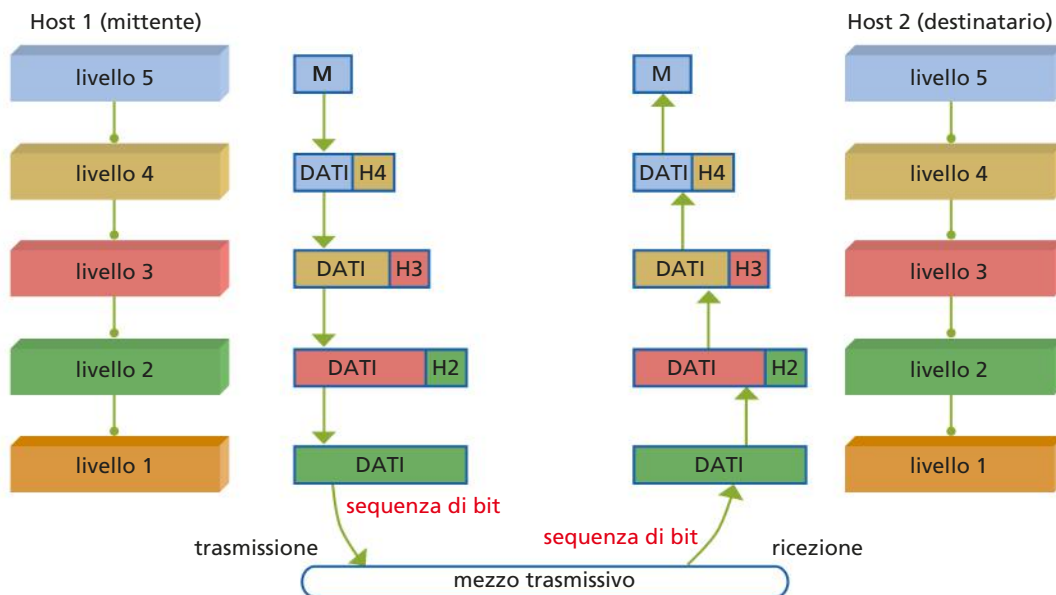 Host 1 (mittente)
Host 2 (destinatario)
livello 5
M
M
livello 5
livello 4
DATI H4
DATI H4
livello 4
livello 3
DATI H3
DATI H3
livello 3
livello 2
DATI H2
DATI H2
livello 2
livello 1
DATI
DATI
livello 1
sequenza di bit
sequenza di bit
trasmissione
ricezione
mezzo trasmissivo